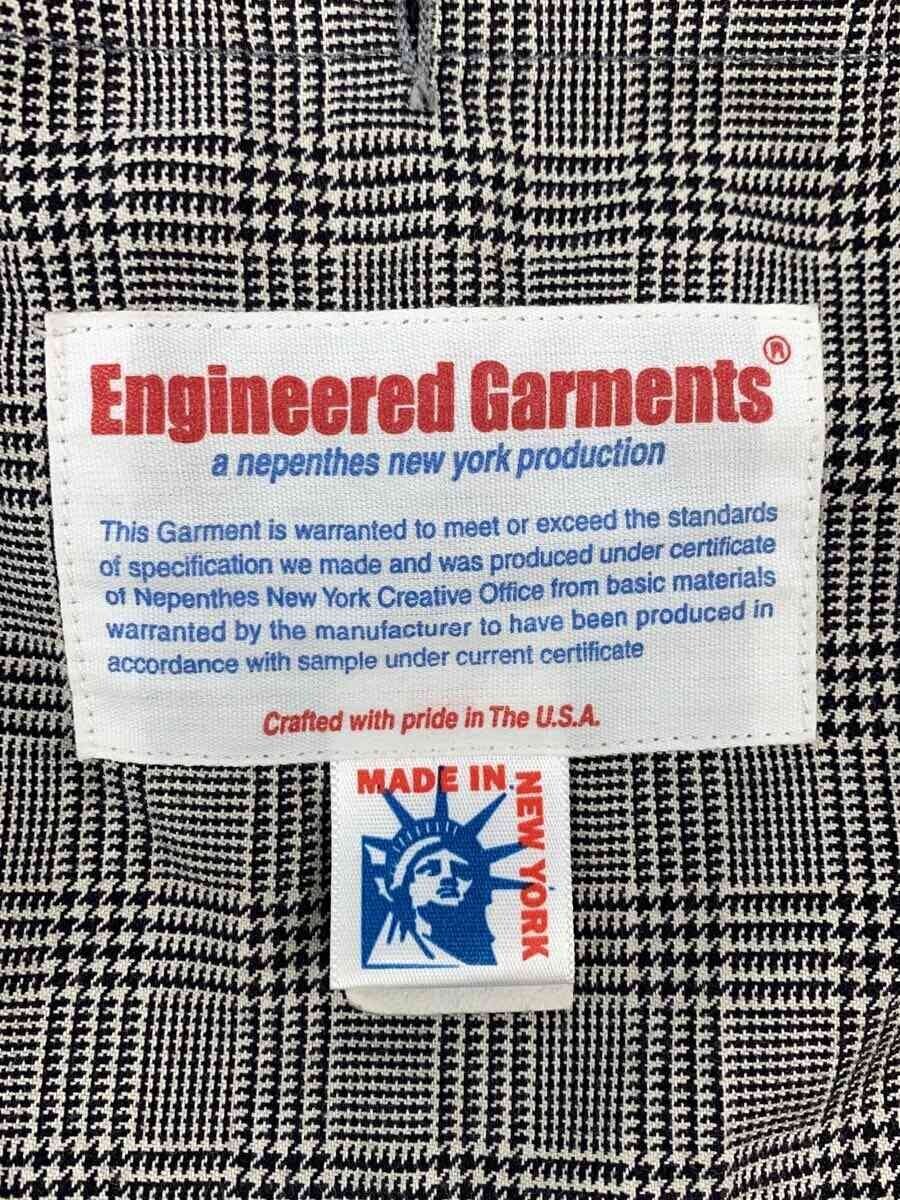 Engineered Garments®
a nepenthes new york production
This Garment is warranted to meet or exceed the standards
of specification we made and was produced under certificate
of Nepenthes New York Creative Office from basic materials
warranted by the manufacturer to have been produced in
accordance with sample under current certificate
Crafted with pride in The U.S.A.
MADE IN
NEW YORK